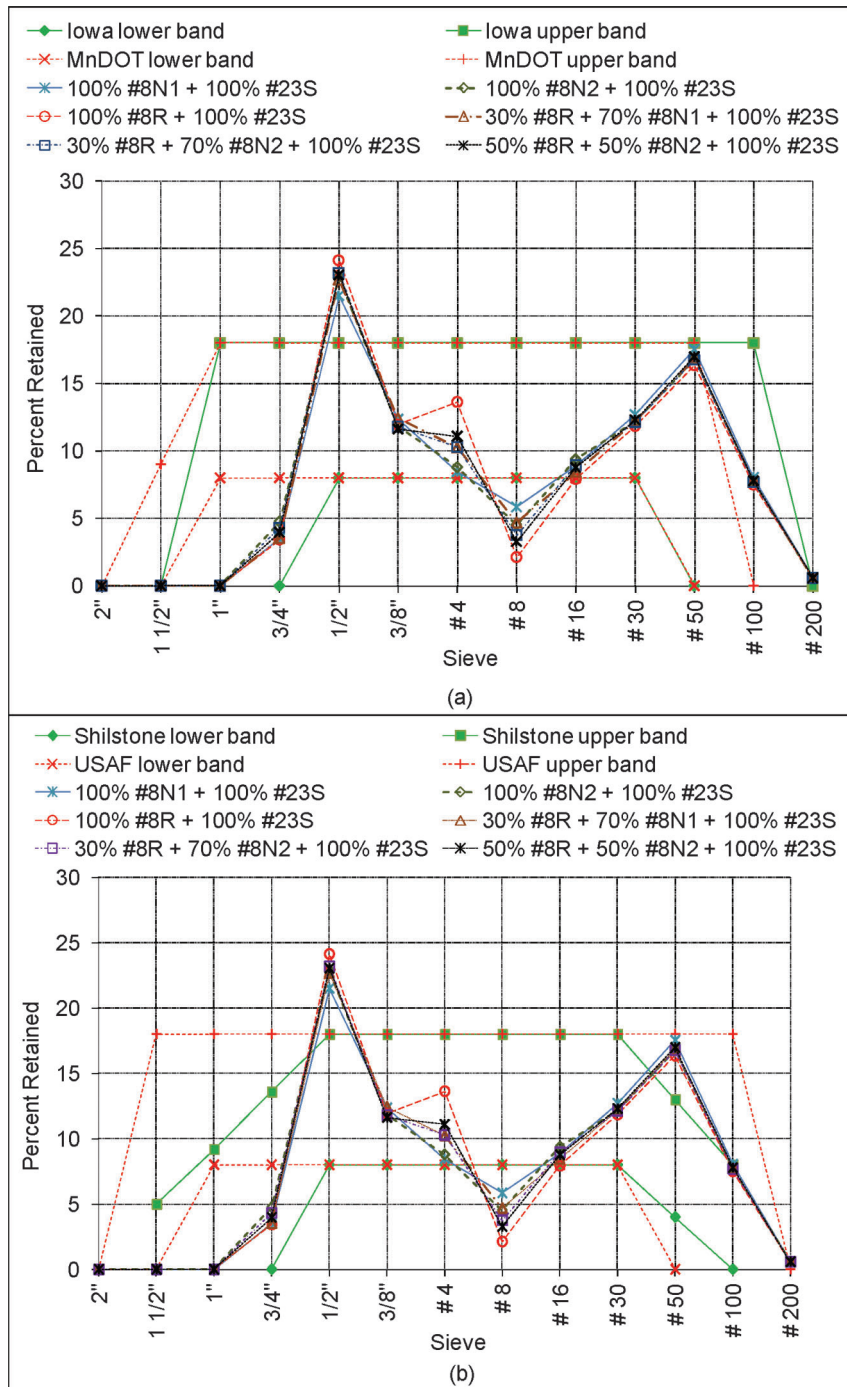 Iowa lower band Iowa upper band
MnDOT lower band MnDOT upper band
100% #8N1 + 100% #23S 100% #8N2 + 100% #23S
100% #8R + 100% #23S 30% #8R + 70% #8N1 + 100% #23S
30% #8R + 70% #8N2 + 100% #23S 50% #8R + 50% #8N2 + 100% #23S
30
25
20
15
10
5
0
Percent Retained
2" 1 1/2" 1" 3/4" 1/2" 3/8" # 4 # 8 # 16 # 30 # 50 # 100 # 200
Sieve
(a)
Shilstone lower band Shilstone upper band
USAF lower band USAF upper band
100% #8N1 + 100% #23S 100% #8N2 + 100% #23S
100% #8R + 100% #23S 30% #8R + 70% #8N1 + 100% #23S
30% #8R + 70% #8N2 + 100% #23S 50% #8R + 50% #8N2 + 100% #23S
30
25
20
15
10
5
0
Percent Retained
2" 1 1/2" 1" 3/4" 1/2" 3/8" # 4 # 8 # 16 # 30 # 50 # 100 # 200
Sieve
(b)